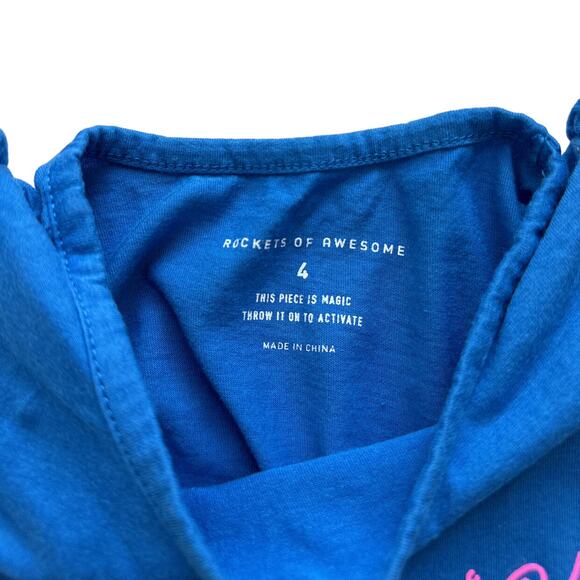 ROCKETS OF AWESOME
4
THIS PIECE IS MAGIC
THROW IT ON TO ACTIVATE
MADE IN CHINA